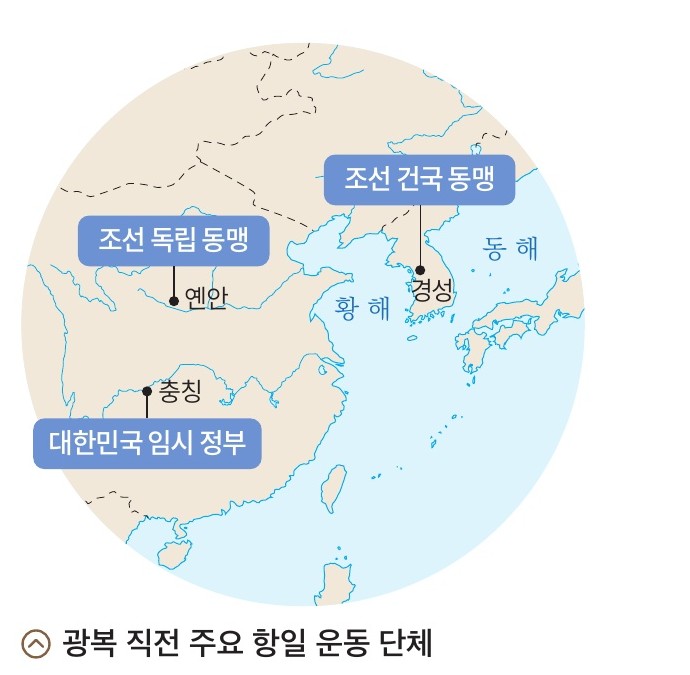 조선 건국 동맹
조선 독립 동맹
동 해
경성
옌안
황 해
충칭
대한민국 임시 정부
광복 직전 주요 항일 운동 단체